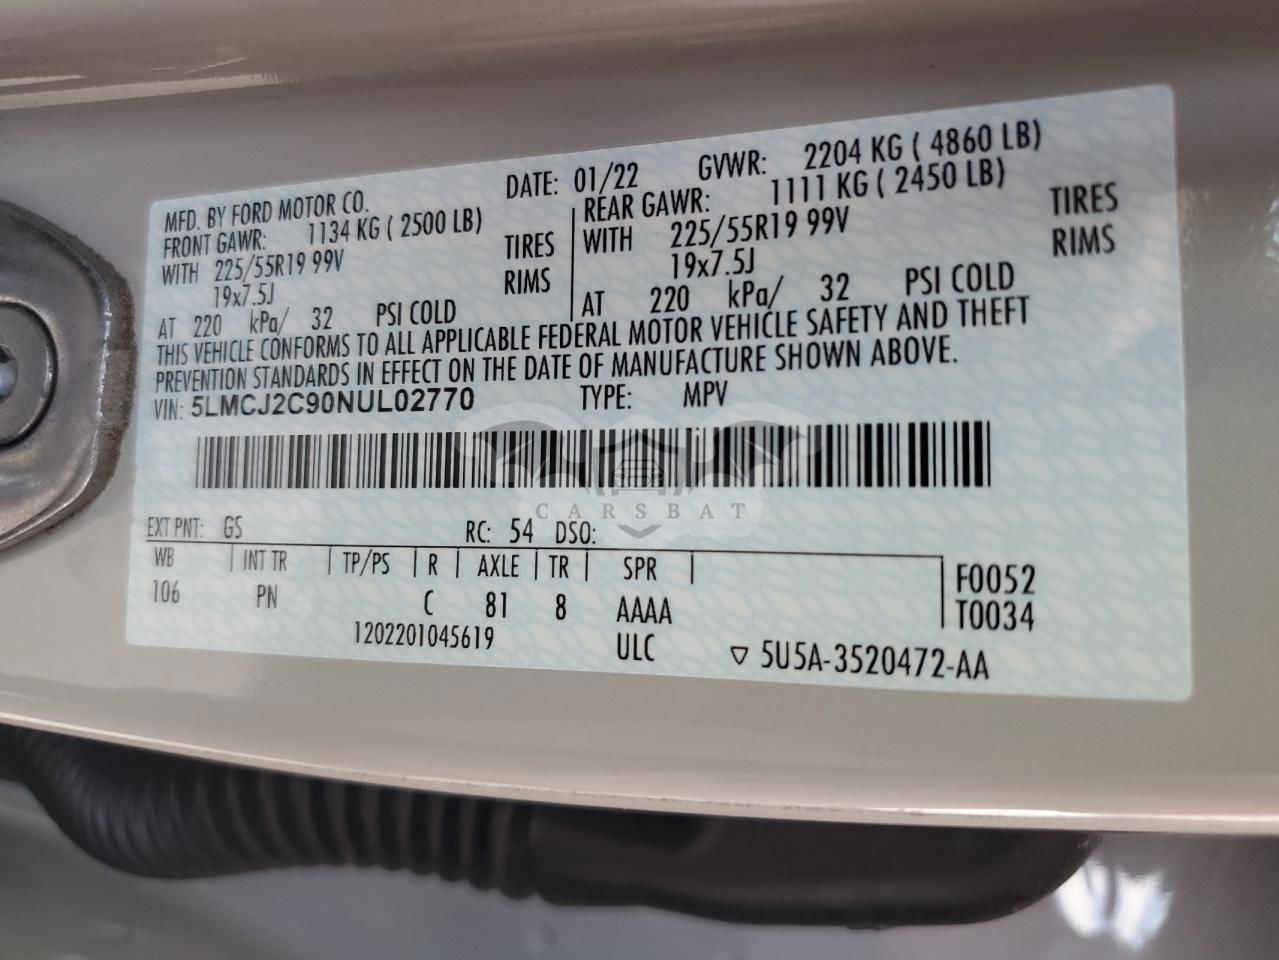 MFD. BY FORD MOTOR CO. DATE: 01/22 GVWR: 2204 KG ( 4860 LB)
FRONT GAWR: 1134 KG ( 2500 LB) REAR GAWR: 1111 KG ( 2450 LB)
WITH 225/55R19 99V TIRES WITH 225/55R19 99V TIRES
19x7.5J RIMS 19x7.5J RIMS
AT 220 kPa/ 32 PSI COLD AT 220 kPa/ 32 PSI COLD
THIS VEHICLE CONFORMS TO ALL APPLICABLE FEDERAL MOTOR VEHICLE SAFETY AND THEFT
PREVENTION STANDARDS IN EFFECT ON THE DATE OF MANUFACTURE SHOWN ABOVE.
VIN: 5LMCJ2C90NUL02770 TYPE: MPV
CARSBAT
EXT PNT: GS RC: 54 DSO:
WB INT TR TP/PS R AXLE TR SPR F0052
106 PN C 81 8 AAAA T0034
1202201045619 ULC ▽ 5U5A-3520472-AA